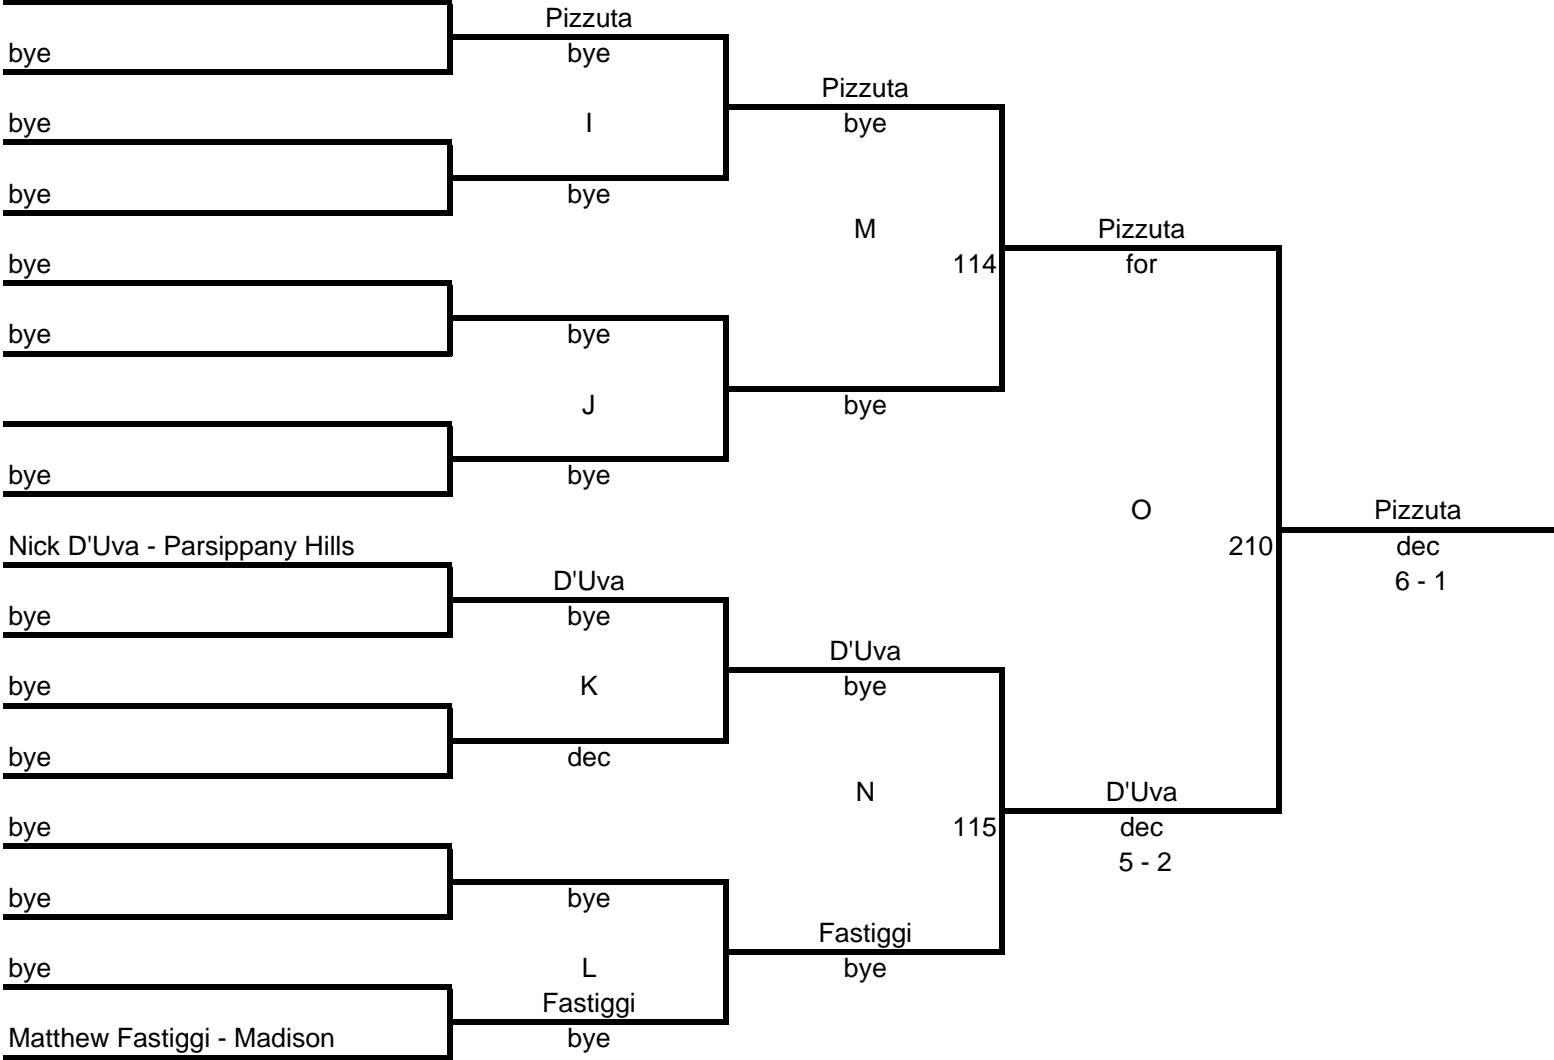 Pizzuta
bye
bye
Pizzuta
bye
I
bye
bye
bye
M
Pizzuta
bye
114
for
bye
bye
J
bye
bye
bye
O
Pizzuta
Nick D'Uva - Parsippany Hills
210
dec
D'Uva
6 - 1
bye
bye
D'Uva
bye
K
bye
bye
dec
N
D'Uva
bye
115
dec
5 - 2
bye
bye
Fastiggi
bye
L
bye
Fastiggi
Matthew Fastiggi - Madison
bye